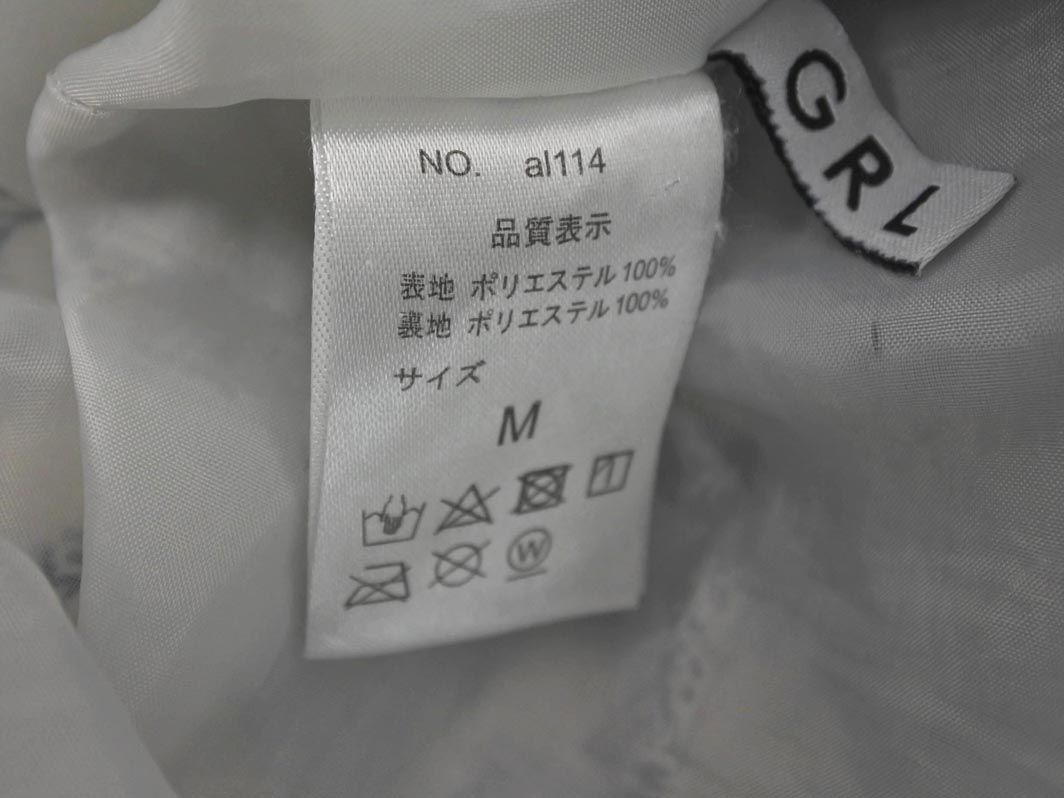 GRL
NO. al114
品質表示
表地 ポリエステル100%
裏地 ポリエステル100%
サイズ
M
W